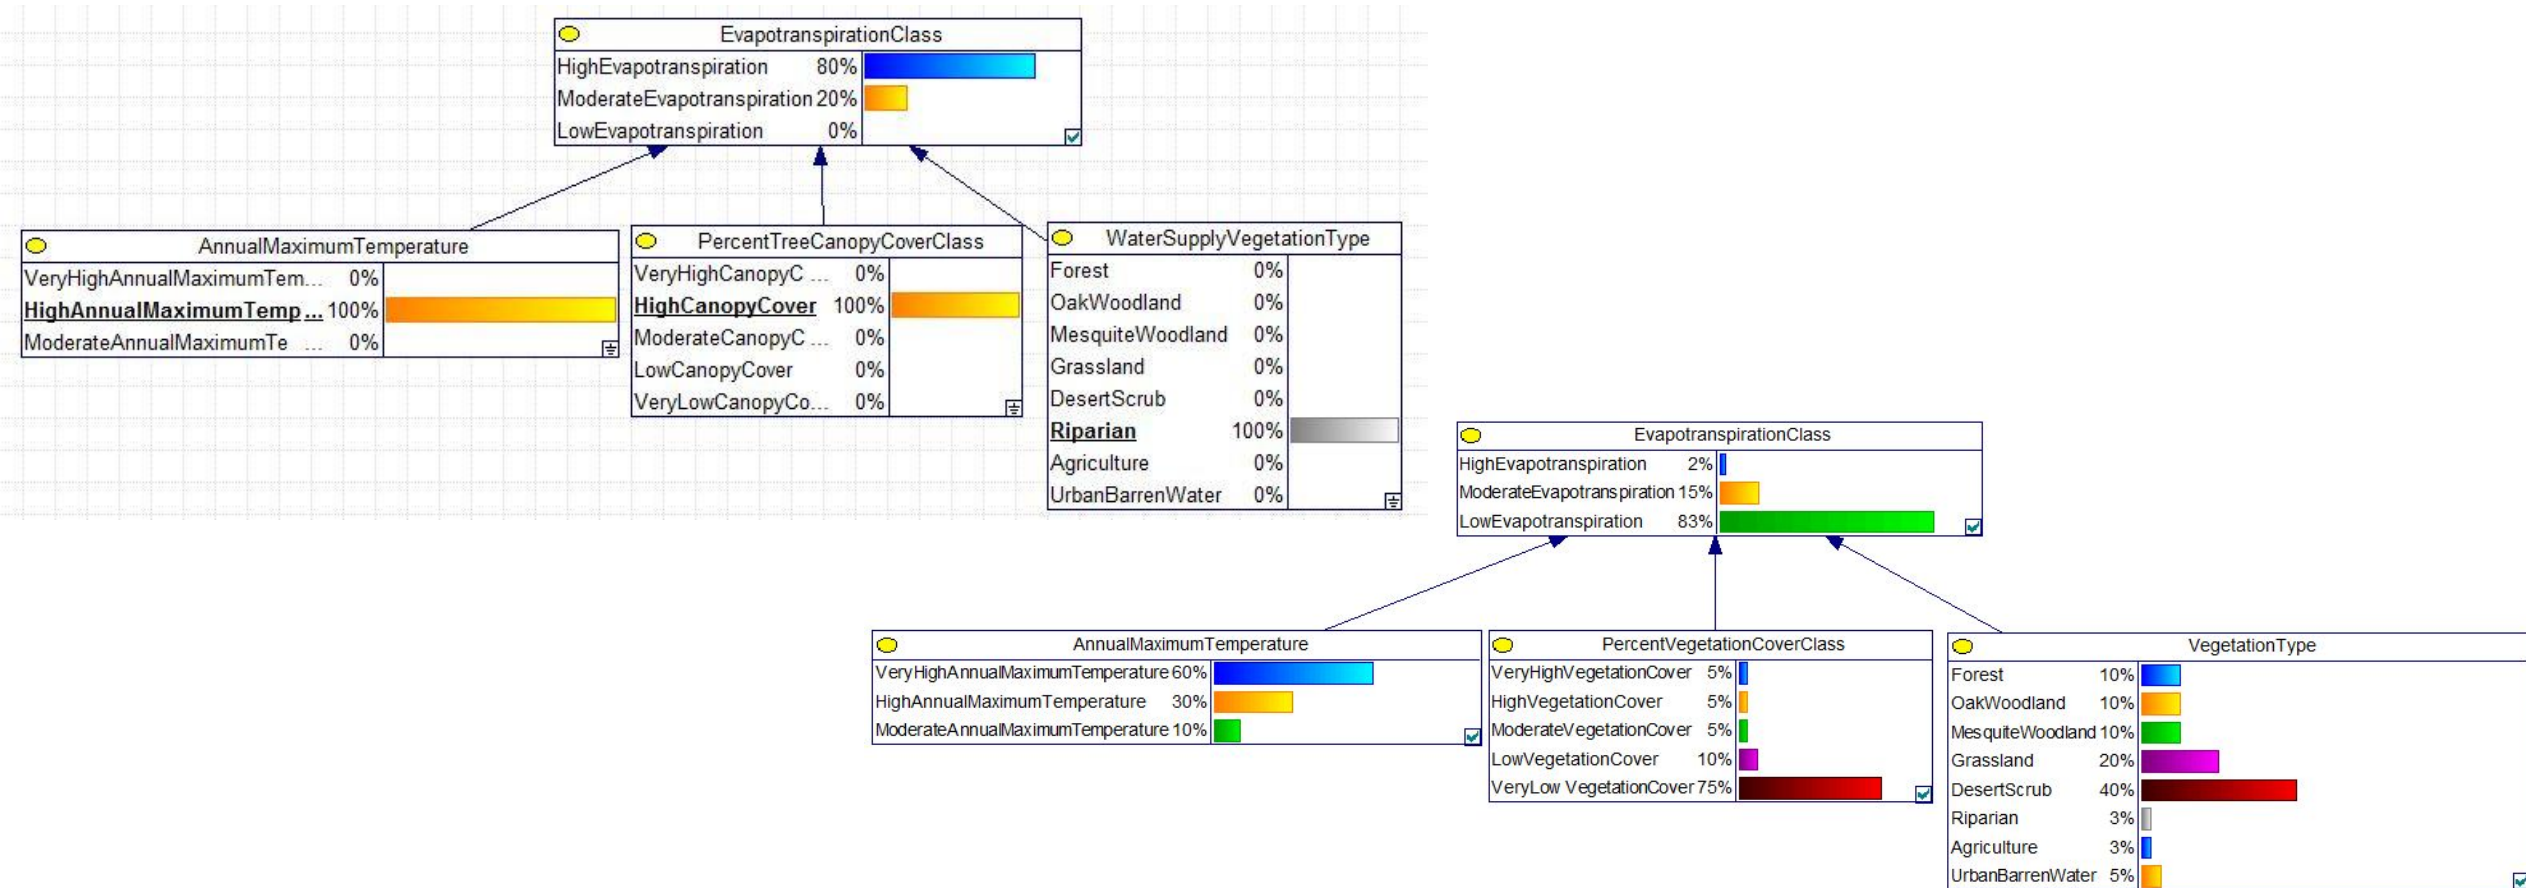 EvapotranspirationClass
HighEvapotranspiration 80%
ModerateEvapotranspiration 20%
LowEvapotranspiration 0%
AnnualMaximumTemperature
VeryHighAnnualMaximumTem... 0%
HighAnnualMaximumTemp ... 100%
ModerateAnnualMaximumTe ... 0%
PercentTreeCanopyCoverClass
VeryHighCanopyC ... 0%
HighCanopyCover 100%
ModerateCanopyC ... 0%
LowCanopyCover 0%
VeryLowCanopyCo... 0%
WaterSupplyVegetationType
Forest 0%
OakWoodland 0%
MesquiteWoodland 0%
Grassland 0%
DesertScrub 0%
Riparian 100%
Agriculture 0%
UrbanBarrenWater 0%
EvapotranspirationClass
HighEvapotranspiration 2%
ModerateEvapotranspiration 15%
LowEvapotranspiration 83%
AnnualMaximumTemperature
VeryHighAnnualMaximumTemperature 60%
HighAnnualMaximumTemperature 30%
ModerateAnnualMaximumTemperature 10%
PercentVegetationCoverClass
VeryHighVegetationCover 5%
HighVegetationCover 5%
ModerateVegetationCover 5%
LowVegetationCover 10%
VeryLow VegetationCover 75%
VegetationType
Forest 10%
OakWoodland 10%
MesquiteWoodland 10%
Grassland 20%
DesertScrub 40%
Riparian 3%
Agriculture 3%
UrbanBarrenWater 5%